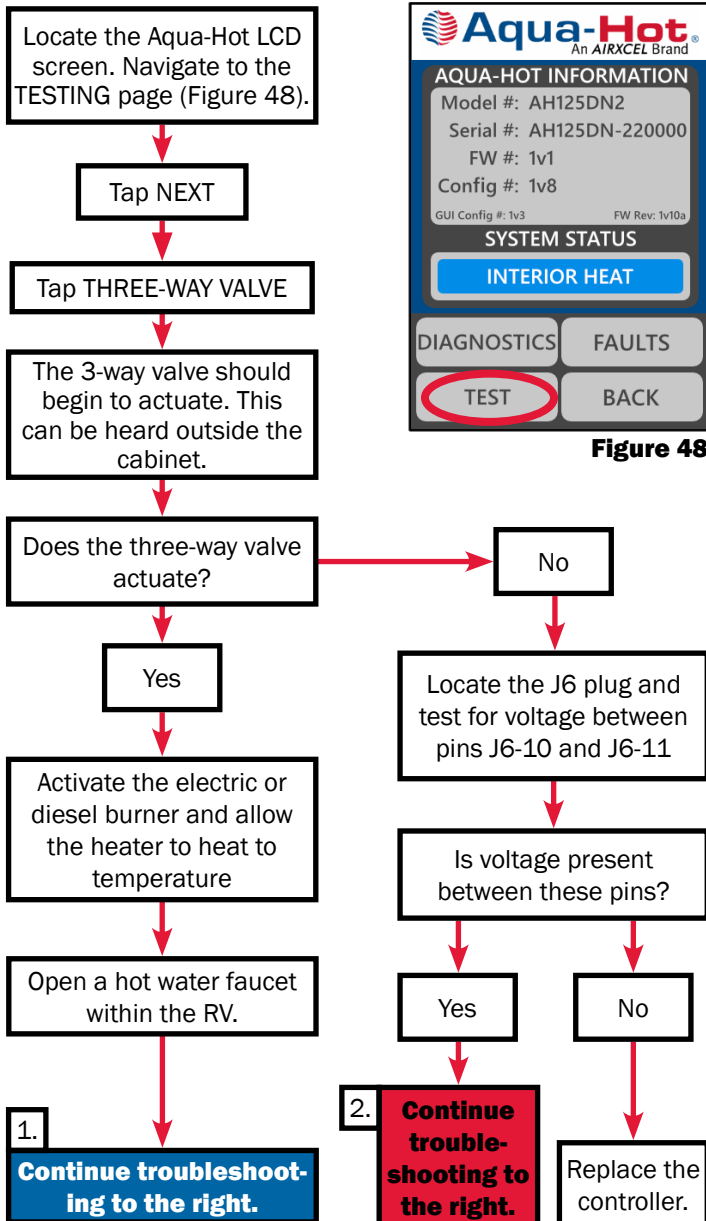 Locate the Aqua-Hot LCD
screen. Navigate to the
TESTING page (Figure 48).
Tap NEXT
Tap THREE-WAY VALVE
The 3-way valve should
begin to actuate. This
can be heard outside the
cabinet.
Does the three-way valve
actuate?
Yes
Activate the electric or
diesel burner and allow
the heater to heat to
temperature
Open a hot water faucet
within the RV.
1.
Continue troubleshoot-
ing to the right.
Aqua-Hot®
An AIRXCEL Brand
AQUA-HOT INFORMATION
Model #: AH125DN2
Serial #: AH125DN-220000
FW #: 1v1
Config #: 1v8
GUI Config #: 1v3 FW Rev: 1v10a
SYSTEM STATUS
INTERIOR HEAT
DIAGNOSTICS FAULTS
TEST BACK
Figure 48
No
Locate the J6 plug and
test for voltage between
pins J6-10 and J6-11
Is voltage present
between these pins?
Yes
No
2.
Continue
trouble-
shooting to
the right.
Replace the
controller.